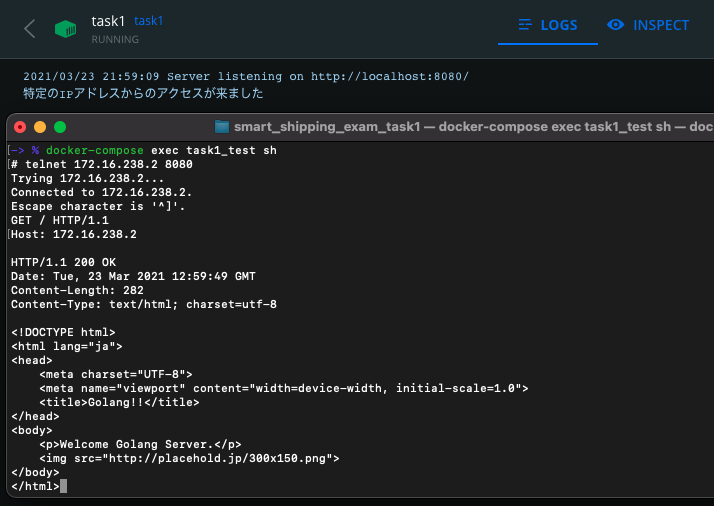 task1 task1
RUNNING
LOGS
INSPECT
2021/03/23 21:59:09 Server listening on http://localhost:8080/
特定のIPアドレスからのアクセスが来ました
smart_shipping_exam_task1 — docker-compose exec task1_test sh — doc
[—> % docker-compose exec task1_test sh
[# telnet 172.16.238.2 8080
Trying 172.16.238.2...
Connected to 172.16.238.2.
Escape character is '^]'.
GET / HTTP/1.1
[Host: 172.16.238.2
HTTP/1.1 200 OK
Date: Tue, 23 Mar 2021 12:59:49 GMT
Content-Length: 282
Content-Type: text/html; charset=utf-8
<!DOCTYPE html>
<html lang="ja">
<head>
    <meta charset="UTF-8">
    <meta name="viewport" content="width=device-width, initial-scale=1.0">
    <title>Golang!!</title>
</head>
<body>
    <p>Welcome Golang Server.</p>
    <img src="http://placehold.jp/300x150.png">
</body>
</html>